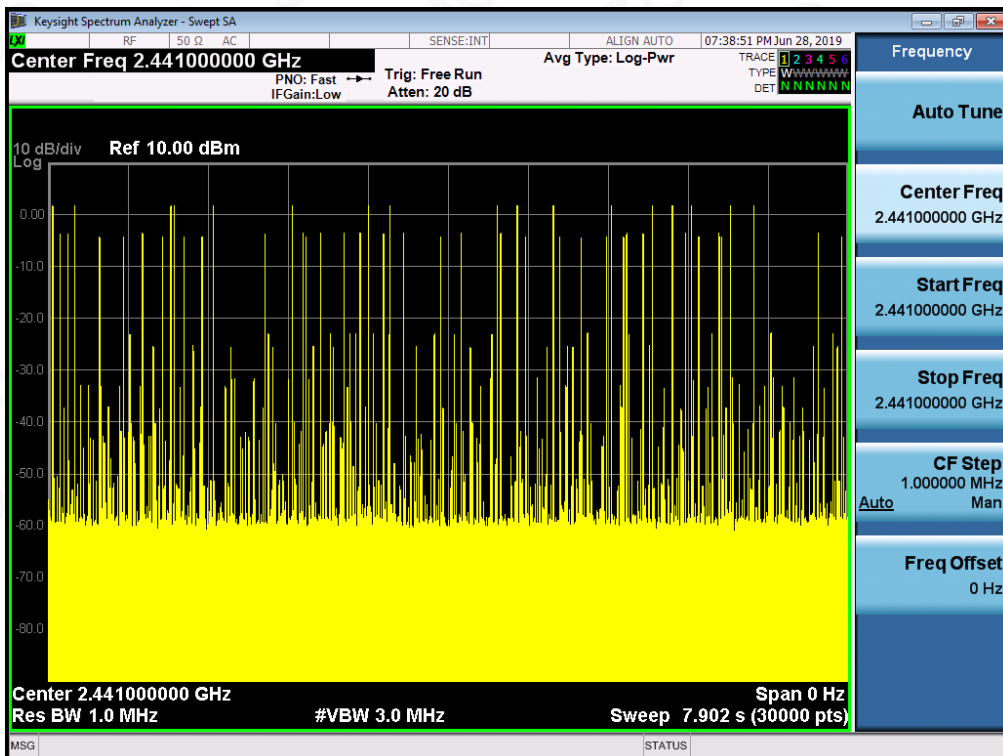 Keysight Spectrum Analyzer - Swept SA
LXI RF 50 Ω AC SENSE:INT ALIGN AUTO 07:38:51 PM Jun 28, 2019
Center Freq 2.441000000 GHz
PNO: Fast
IFGain:Low
Trig: Free Run
Atten: 20 dB
Avg Type: Log-Pwr
TRACE 1 2 3 4 5 6
TYPE WWWWWW
DET N N N N N N
10 dB/div Ref 10.00 dBm
Log
0.00
-10.0
-20.0
-30.0
-40.0
-50.0
-60.0
-70.0
-80.0
Center 2.441000000 GHz Span 0 Hz
Res BW 1.0 MHz #VBW 3.0 MHz Sweep 7.902 s (30000 pts)
MSG STATUS
Frequency
Auto Tune
Center Freq
2.441000000 GHz
Start Freq
2.441000000 GHz
Stop Freq
2.441000000 GHz
CF Step
1.000000 MHz
Auto Man
Freq Offset
0 Hz